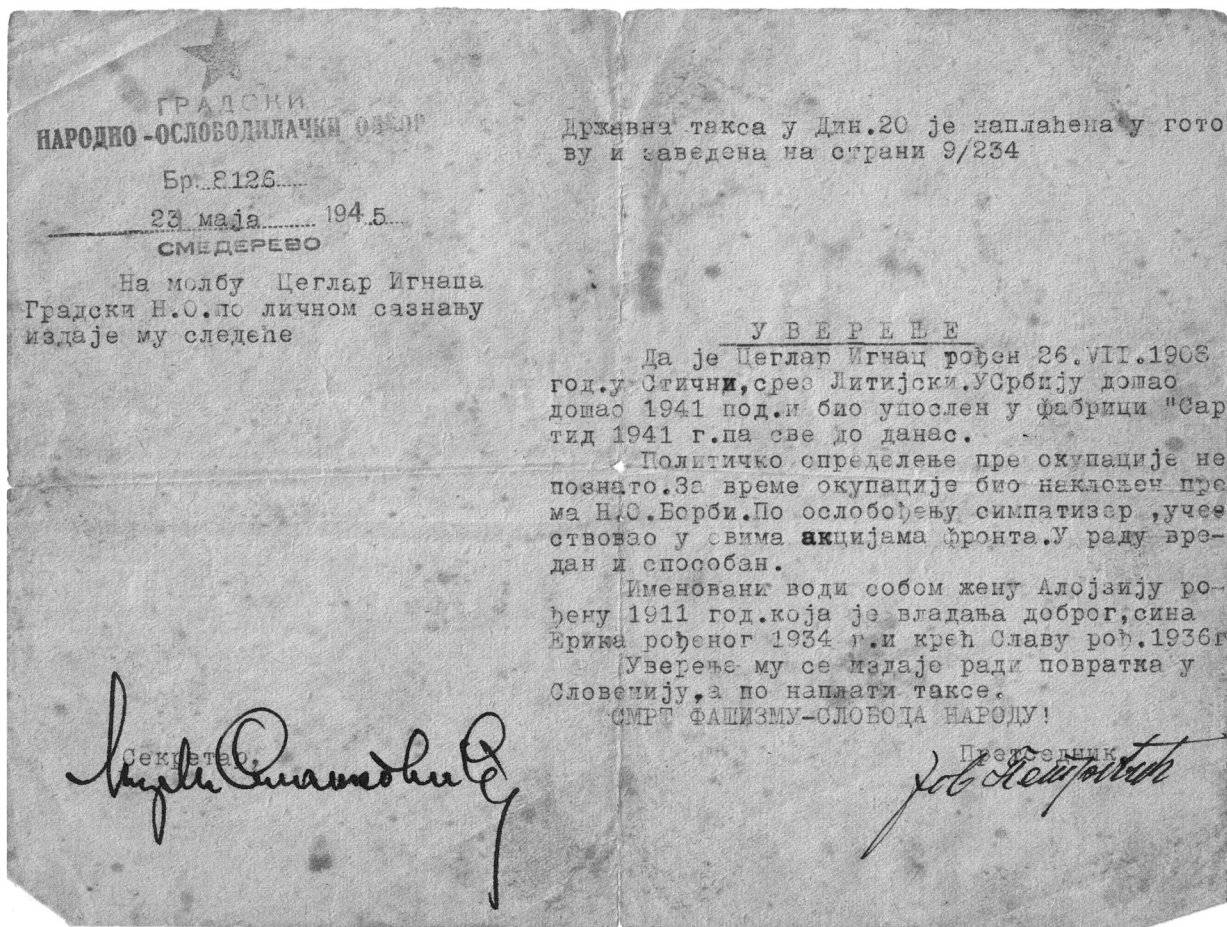 ГРАДСКИ
НАРОДНО-ОСЛОБОДИЛАЧКИ ОДБОР
Бр. 8126
23 маја 1945
СМЕДЕРЕВО
На молбу Цеглар Игнаца
Градски Н.О.по личном сазнању
издаје му следеће
Државна такса у Дин.20 је наплаћена у гото
ву и заведена на страни 9/234
У В Е Р Е Њ Е
Да је Цеглар Игнац рођен 26.VII.1908
год.у Стични,срез Литијски.УСрбију дошао
дошао 1941 год.и био упослен у фабрици "Сар
тид 1941 г.па све до данас.
Политичко определење пре окупације не
познато.За време окупације био наклоњен пре
ма Н.О.Борби.По ослобођењу симпатизер ,учес
ствовао у свима акцијама фронта.У раду вре-
дан и способан.
Именовани води собом жену Алојзију ро-
ђену 1911 год.која је владања доброг,сина
Ерика рођеног 1934 г.и крећ Славу рођ.1936г
Уверење му се издаје ради повратка у
Словенију,а по наплати таксе.
СМРТ ФАШИЗМУ-СЛОБОДА НАРОДУ!
Секретар,
Претседник